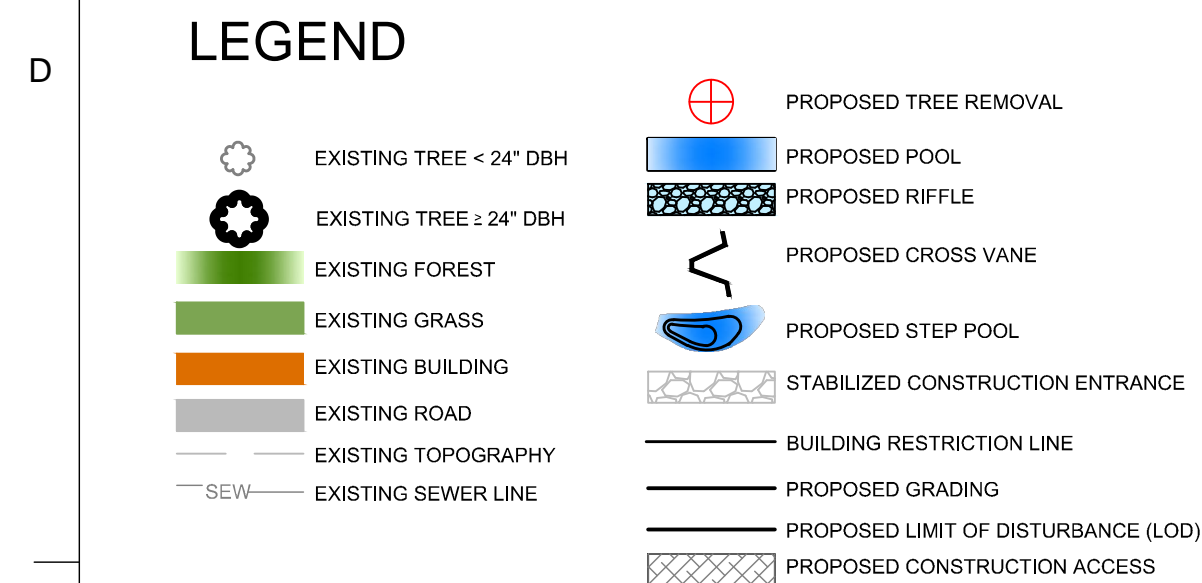 D
LEGEND
EXISTING TREE < 24" DBH
EXISTING TREE ≥ 24" DBH
EXISTING FOREST
EXISTING GRASS
EXISTING BUILDING
EXISTING ROAD
EXISTING TOPOGRAPHY
SEW EXISTING SEWER LINE
PROPOSED TREE REMOVAL
PROPOSED POOL
PROPOSED RIFFLE
PROPOSED CROSS VANE
PROPOSED STEP POOL
STABILIZED CONSTRUCTION ENTRANCE
BUILDING RESTRICTION LINE
PROPOSED GRADING
PROPOSED LIMIT OF DISTURBANCE (LOD)
PROPOSED CONSTRUCTION ACCESS